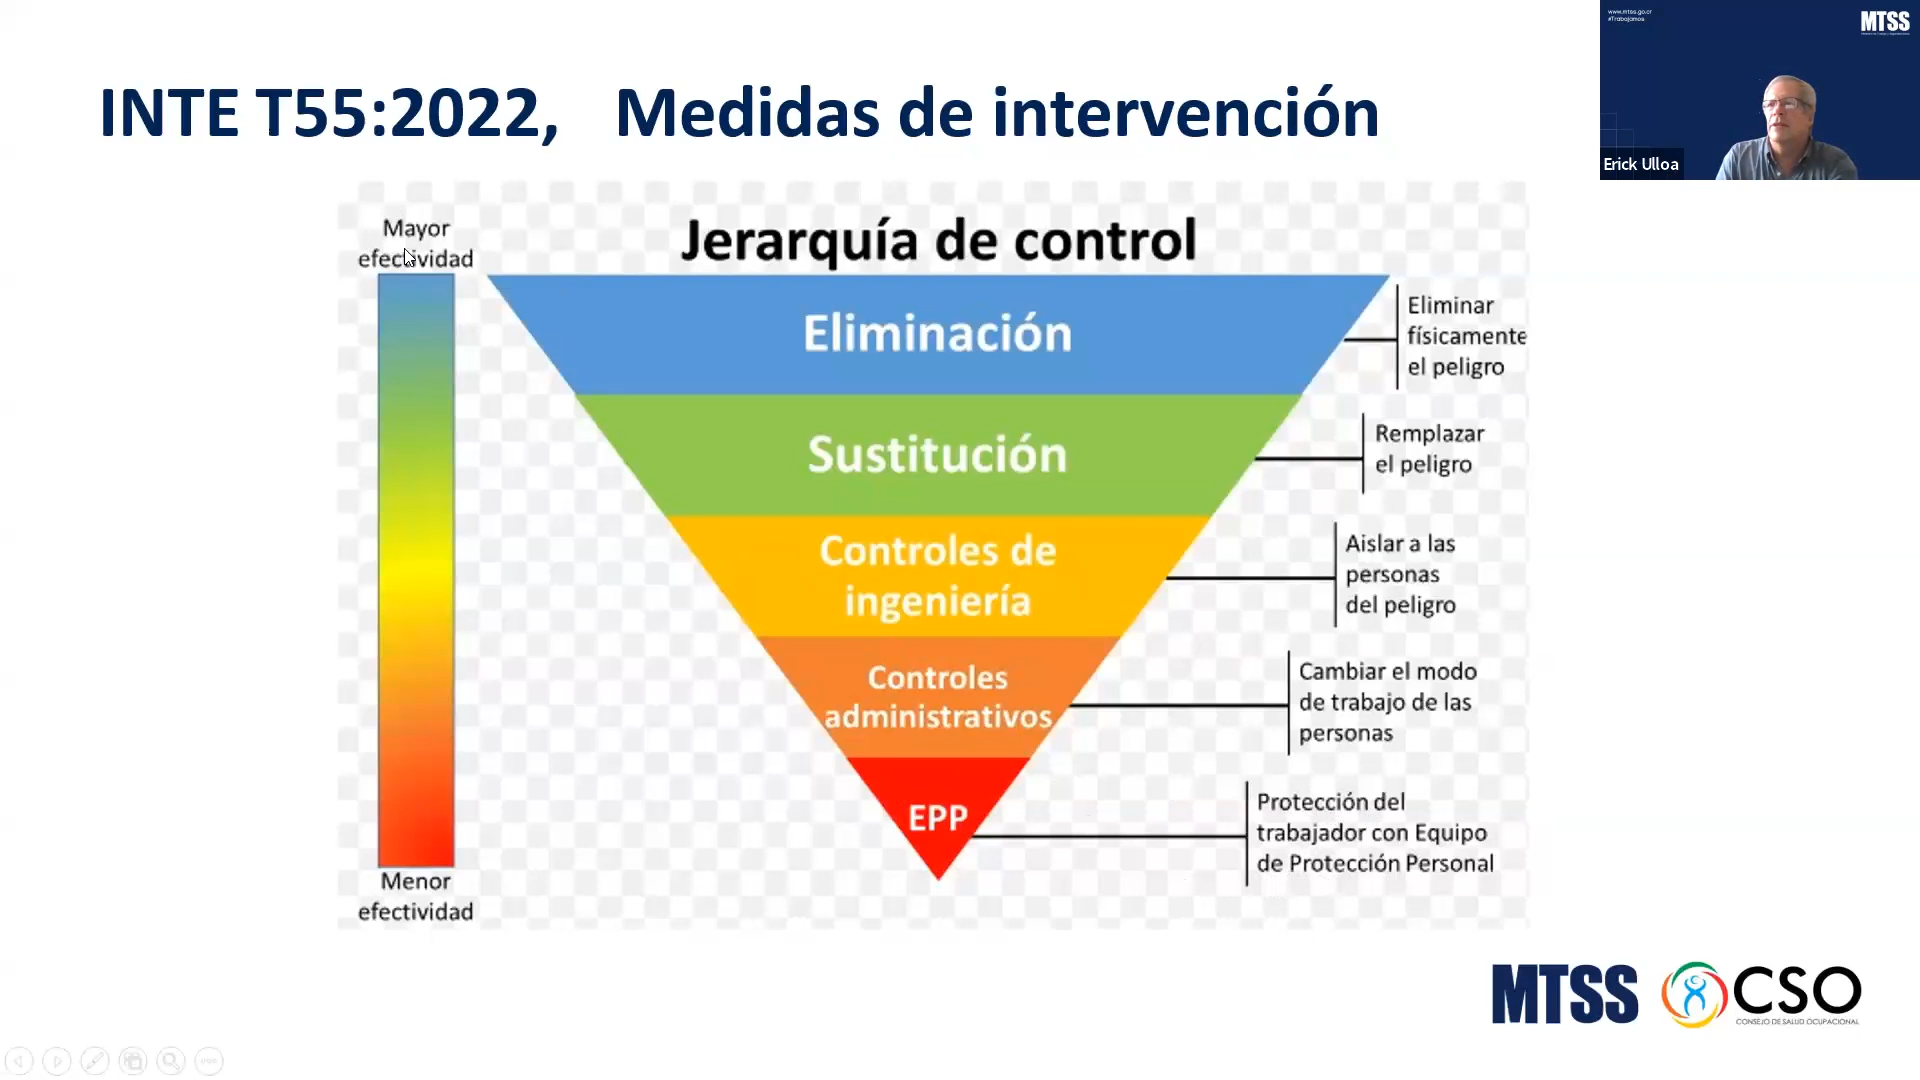 www.mtss.go.cr
#Trabajamos
MTSS
Erick Ulloa
INTE T55:2022, Medidas de intervención
Jerarquía de control
Mayor
efectividad
Eliminación
Eliminar
físicamente
el peligro
Sustitución
Remplazar
el peligro
Controles de
ingeniería
Aislar a las
personas
del peligro
Controles
administrativos
Cambiar el modo
de trabajo de las
personas
EPP
Protección del
trabajador con Equipo
de Protección Personal
Menor
efectividad
MTSS
CSO
CONSEJO DE SALUD OCUPACIONAL